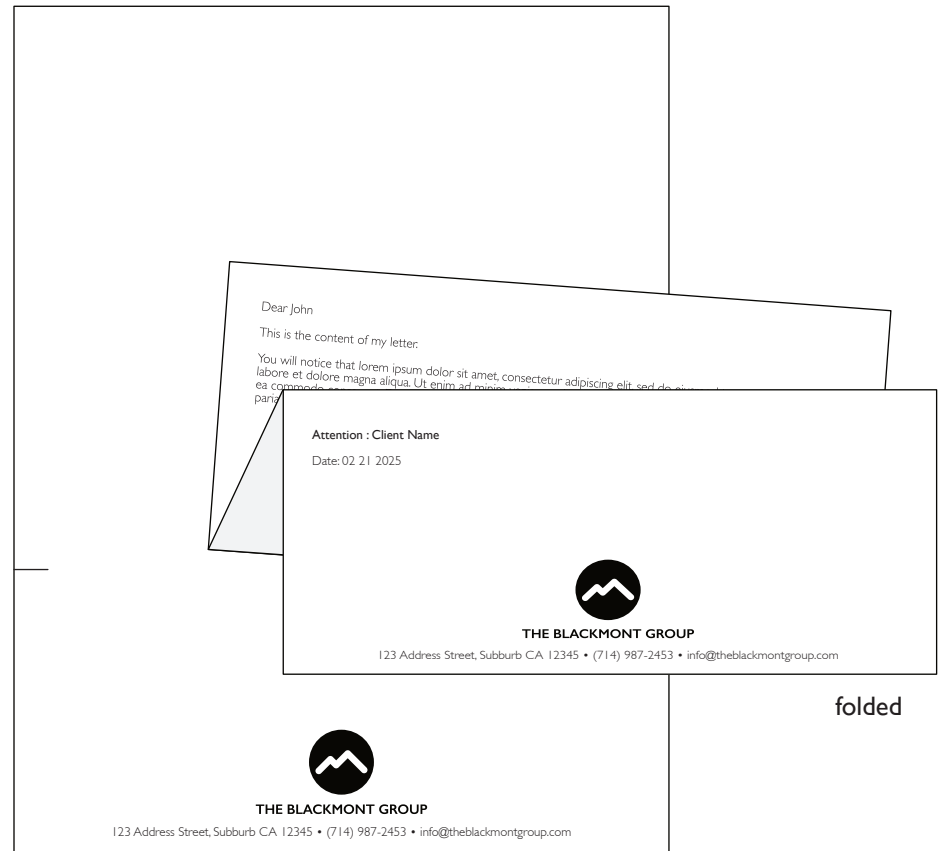 Dear John
This is the content of my letter.
You will notice that lorem ipsum dolor sit amet, consectetur adipiscing elit, sed do
labore et dolore magna aliqua. Ut enim ad minim
ea commodo
Attention : Client Name
Date: 02 21 2025
THE BLACKMONT GROUP
123 Address Street, Subburb CA 12345 • (714) 987-2453 • info@theblackmontgroup.com
folded
THE BLACKMONT GROUP
123 Address Street, Subburb CA 12345 • (714) 987-2453 • info@theblackmontgroup.com